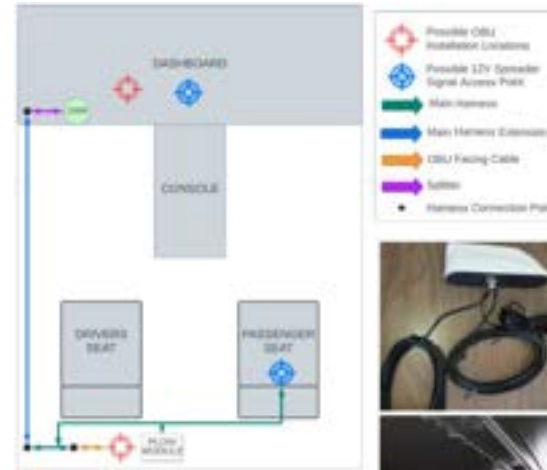 DASHBOARD
CONSOLE
DRIVERS
SEAT
PASSENGER
SEAT
PLOW
MODULE
Possible OBU
Installation Locations
Possible 12V Spreader
Signal Access Point
Main Harness
Main Harness Extension
OBU Facing Cable
Splitter
Harness Connection Point